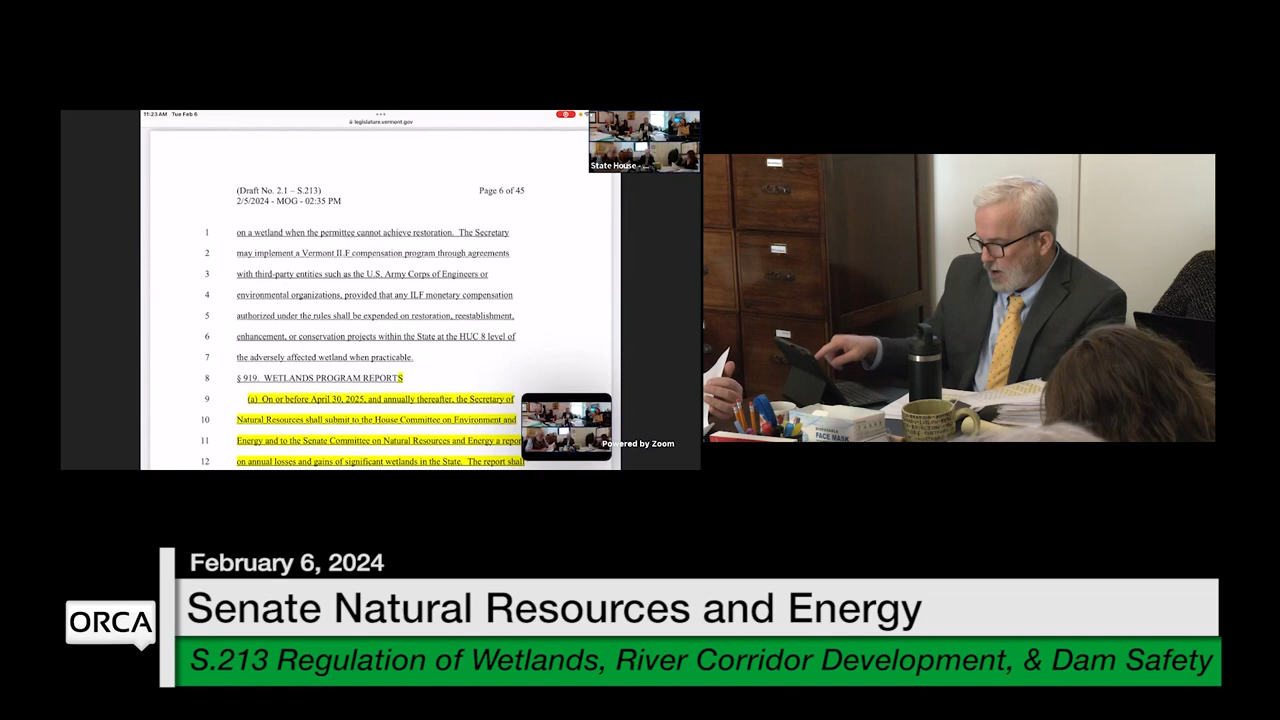 11:23 AM Tue Feb 6
legislature.vermont.gov
State House - ...
(Draft No. 2.1 – S.213)
Page 6 of 45
2/5/2024 - MOG - 02:35 PM
1 on a wetland when the permittee cannot achieve restoration. The Secretary
2 may implement a Vermont ILF compensation program through agreements
3 with third-party entities such as the U.S. Army Corps of Engineers or
4 environmental organizations, provided that any ILF monetary compensation
5 authorized under the rules shall be expended on restoration, reestablishment,
6 enhancement, or conservation projects within the State at the HUC 8 level of
7 the adversely affected wetland when practicable.
8 § 919. WETLANDS PROGRAM REPORTS
9 (a) On or before April 30, 2025, and annually thereafter, the Secretary of
10 Natural Resources shall submit to the House Committee on Environment and
11 Energy and to the Senate Committee on Natural Resources and Energy a report
12 on annual losses and gains of significant wetlands in the State. The report shall
Powered by Zoom
FACE MASK
February 6, 2024
ORCA
Senate Natural Resources and Energy
S.213 Regulation of Wetlands, River Corridor Development, & Dam Safety